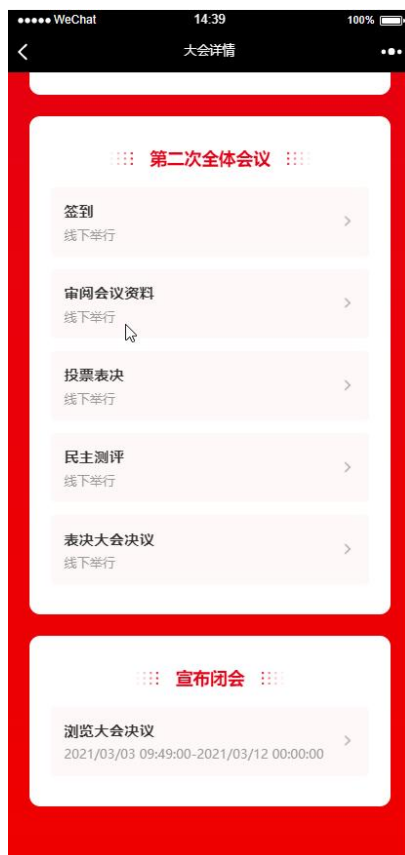 WeChat 14:39 100%
大会详情
第二次全体会议
签到
线下举行
审阅会议资料
线下举行
投票表决
线下举行
民主测评
线下举行
表决大会决议
线下举行
宣布闭会
浏览大会决议
2021/03/03 09:49:00-2021/03/12 00:00:00